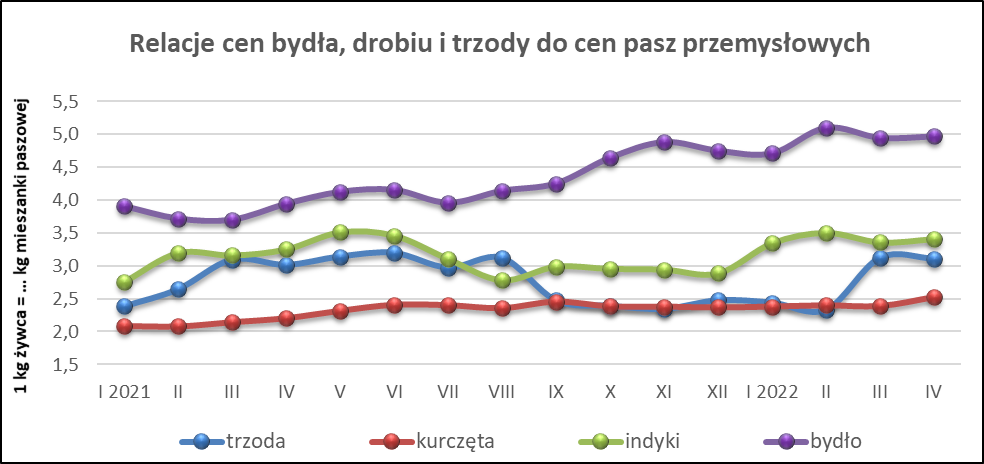 Relacje cen bydła, drobiu i trzody do cen pasz przemysłowych
1 kg żywca = ... kg mieszanki paszowej
5,5
5,0
4,5
4,0
3,5
3,0
2,5
2,0
1,5
I 2021 II III IV V VI VII VIII IX X XI XII I 2022 II III IV
trzoda kurczęta indyki bydło